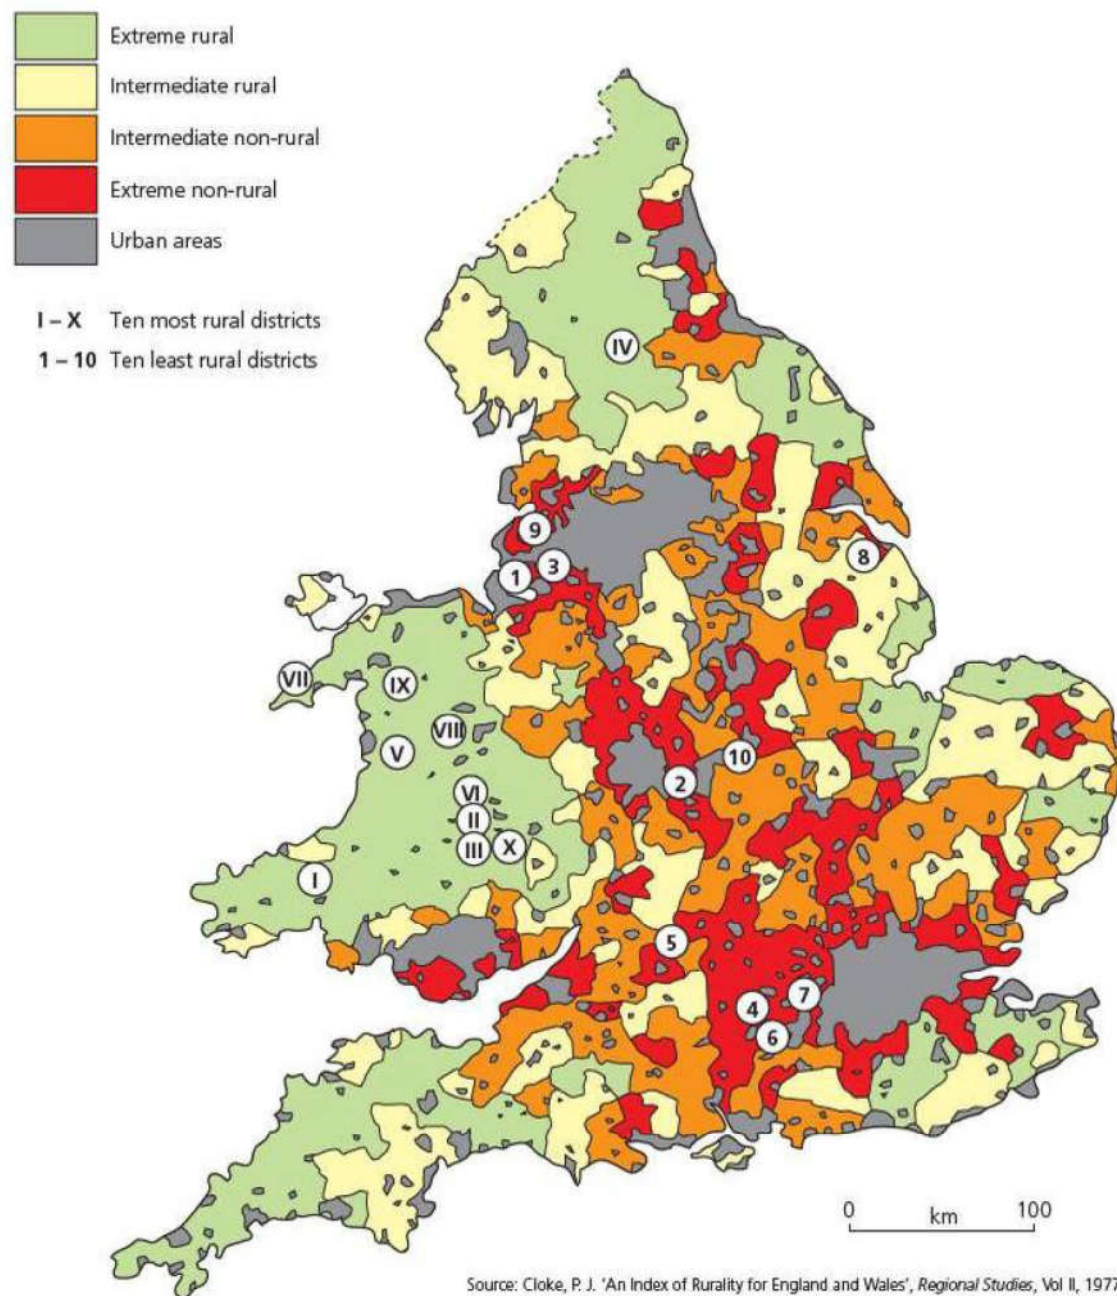 Extreme rural
Intermediate rural
Intermediate non-rural
Extreme non-rural
Urban areas
I – X Ten most rural districts
1 – 10 Ten least rural districts
IV
9
8
1
3
VII
IX
VIII
V
10
2
VI
II
III
X
I
5
7
4
6
0 km 100
Source: Cloke, P. J. 'An Index of Rurality for England and Wales', Regional Studies, Vol II, 1977